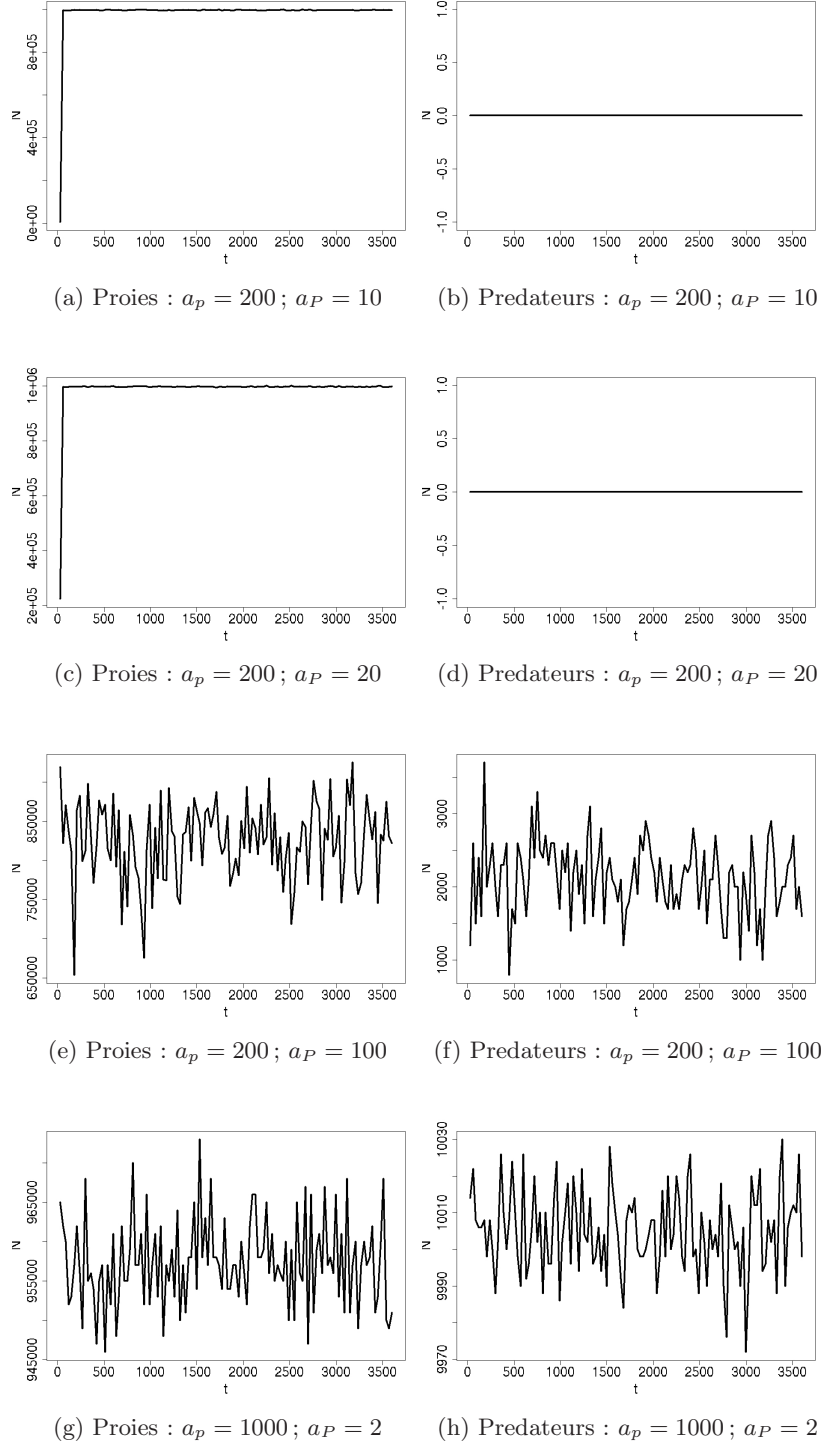 1.0
8e+05
0.5
N
N
0.0
4e+05
-0.5
0e+00
-1.0
0 500 1000 1500 2000 2500 3000 3500
0 500 1000 1500 2000 2500 3000 3500
t
t
(a) Proies : a_p = 200 ; a_P = 10
(b) Predateurs : a_p = 200 ; a_P = 10
1e+06
1.0
8e+05
0.5
N
N
6e+05
0.0
4e+05
-0.5
2e+05
-1.0
0 500 1000 1500 2000 2500 3000 3500
0 500 1000 1500 2000 2500 3000 3500
t
t
(c) Proies : a_p = 200 ; a_P = 20
(d) Predateurs : a_p = 200 ; a_P = 20
850000
3000
N
N
750000
2000
650000
1000
0 500 1000 1500 2000 2500 3000 3500
0 500 1000 1500 2000 2500 3000 3500
t
t
(e) Proies : a_p = 200 ; a_P = 100
(f) Predateurs : a_p = 200 ; a_P = 100
965000
10030
N
N
955000
10010
945000
9990
9970
0 500 1000 1500 2000 2500 3000 3500
0 500 1000 1500 2000 2500 3000 3500
t
t
(g) Proies : a_p = 1000 ; a_P = 2
(h) Predateurs : a_p = 1000 ; a_P = 2